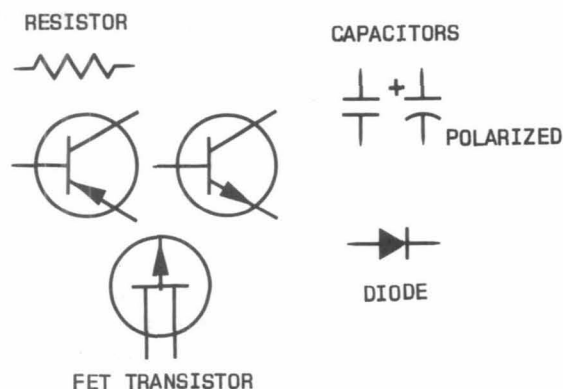 RESISTOR
CAPACITORS
+
POLARIZED
DIODE
FET TRANSISTOR